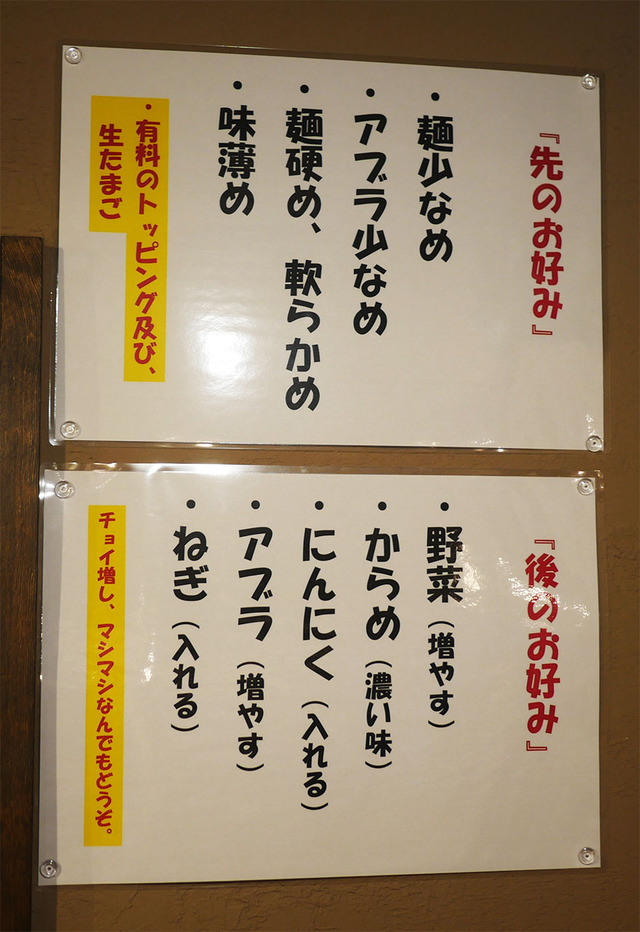 『先のお好み』
・麺少なめ
・アブラ少なめ
・麺硬め、軟らかめ
・味薄め
・有料のトッピング及び、
生たまご
『後のお好み』
・野菜（増やす）
・からめ（濃い味）
・にんにく（入れる）
・アブラ（増やす）
・ねぎ（入れる）
チョイ増し、マシマシなんでもどうぞ。